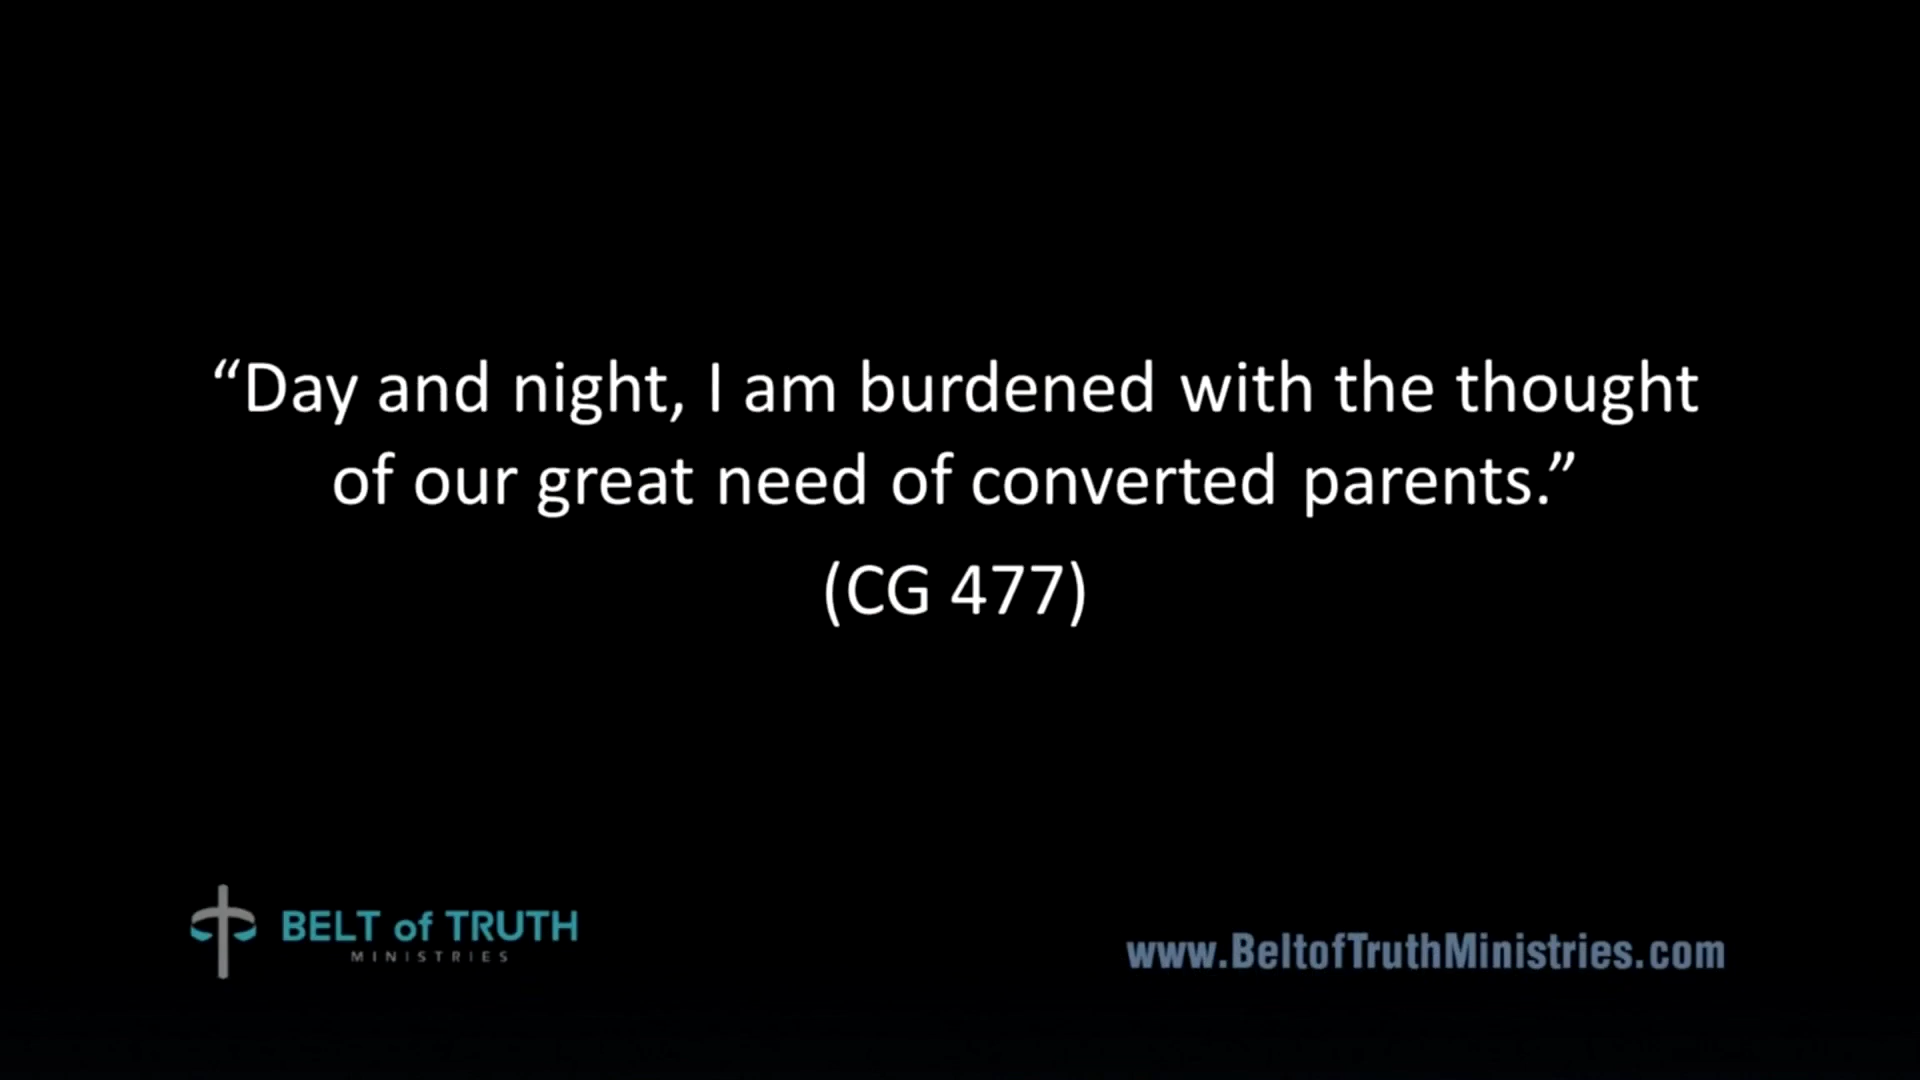 “Day and night, I am burdened with the thought
of our great need of converted parents.”
(CG 477)
BELT of TRUTH
MINISTRIES
www.BeltofTruthMinistries.com